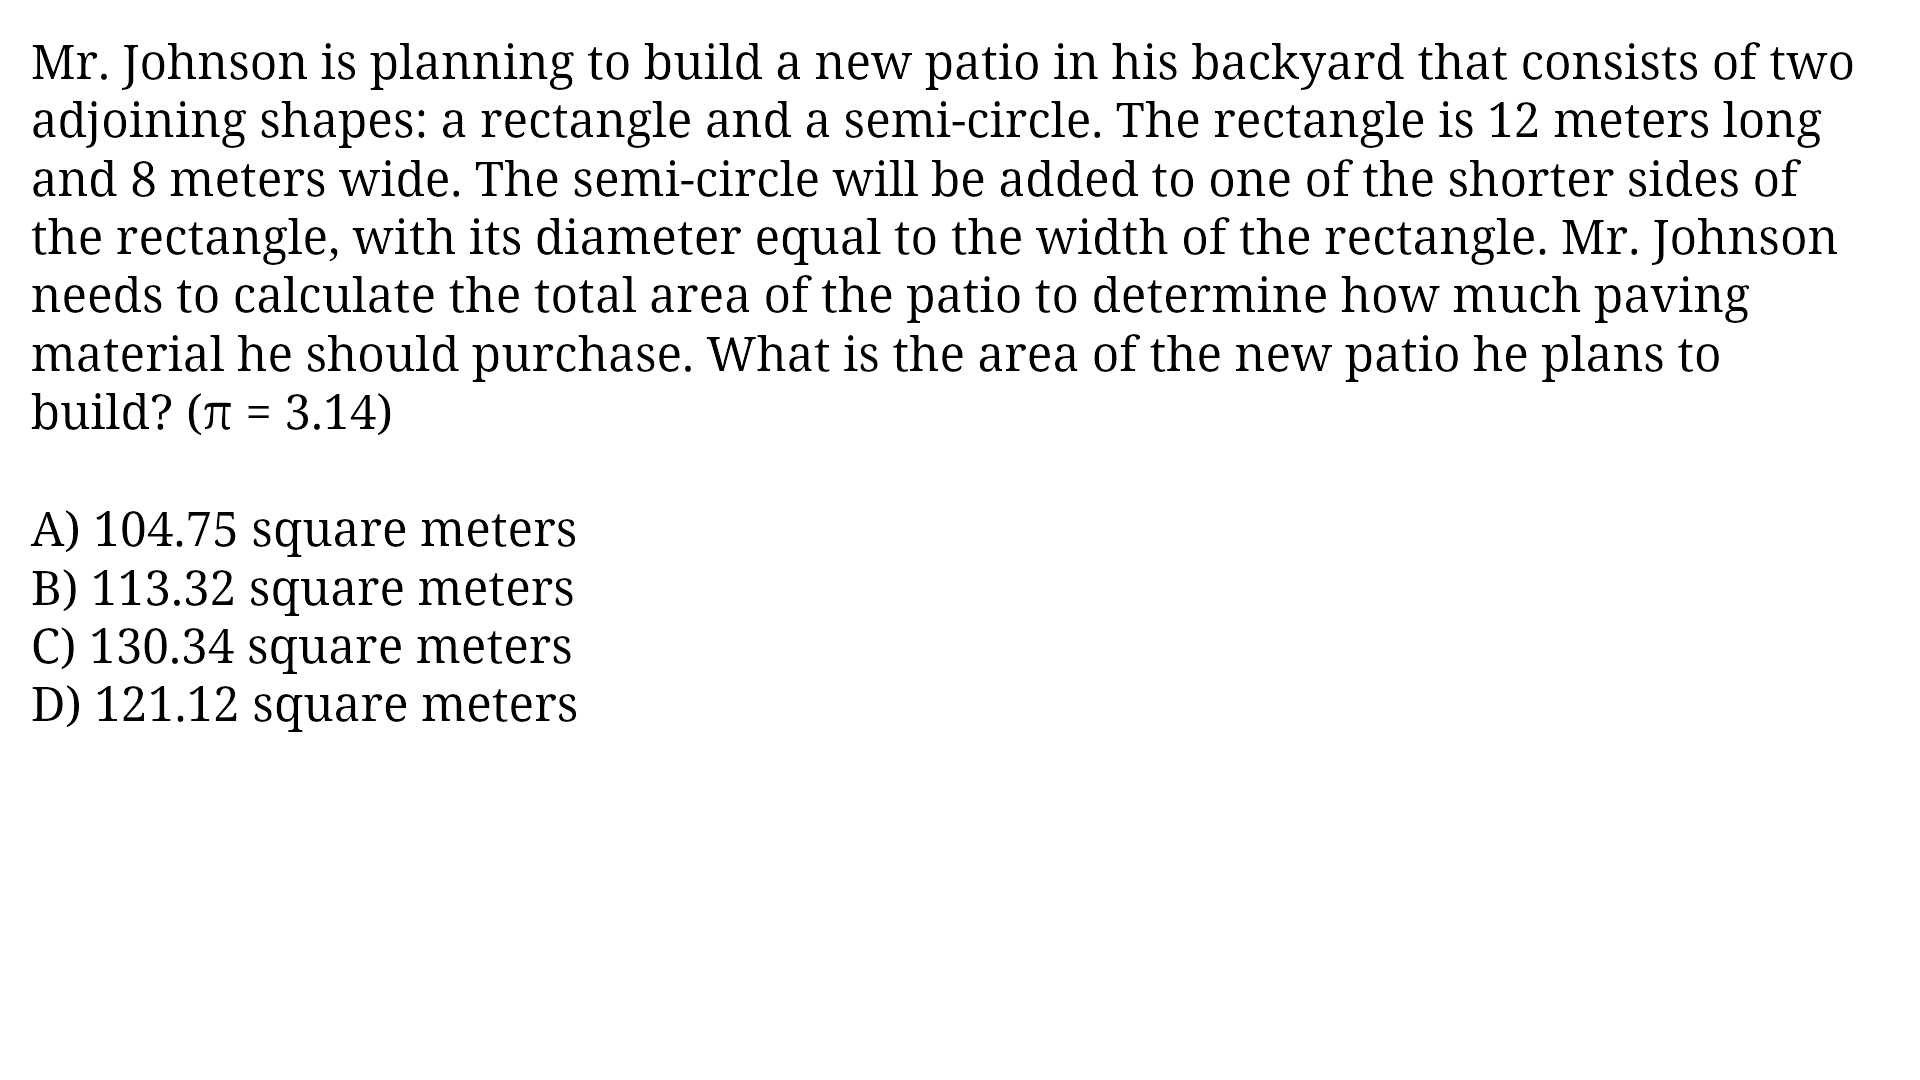 Mr. Johnson is planning to build a new patio in his backyard that consists of two
adjoining shapes: a rectangle and a semi-circle. The rectangle is 12 meters long
and 8 meters wide. The semi-circle will be added to one of the shorter sides of
the rectangle, with its diameter equal to the width of the rectangle. Mr. Johnson
needs to calculate the total area of the patio to determine how much paving
material he should purchase. What is the area of the new patio he plans to
build? (π = 3.14)
A) 104.75 square meters
B) 113.32 square meters
C) 130.34 square meters
D) 121.12 square meters